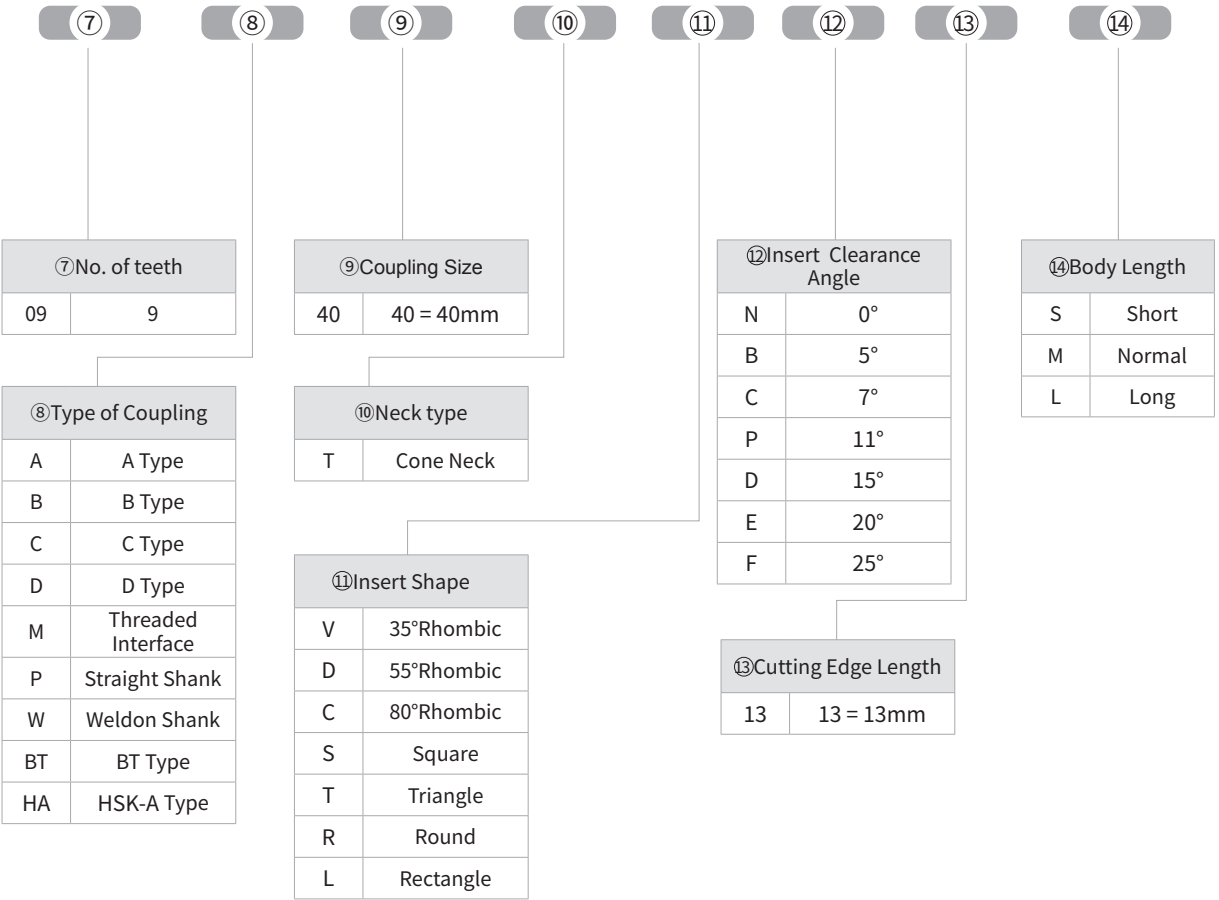 ⑦ ⑧ ⑨ ⑩ ⑪ ⑫ ⑬ ⑭
⑦No. of teeth
09 9
⑧Type of Coupling
A A Type
B B Type
C C Type
D D Type
M Threaded
Interface
P Straight Shank
W Weldon Shank
BT BT Type
HA HSK-A Type
⑨Coupling Size
40 40 = 40mm
⑩Neck type
T Cone Neck
⑪Insert Shape
V 35°Rhombic
D 55°Rhombic
C 80°Rhombic
S Square
T Triangle
R Round
L Rectangle
⑫Insert Clearance
Angle
N 0°
B 5°
C 7°
P 11°
D 15°
E 20°
F 25°
⑬Cutting Edge Length
13 13 = 13mm
⑭Body Length
S Short
M Normal
L Long